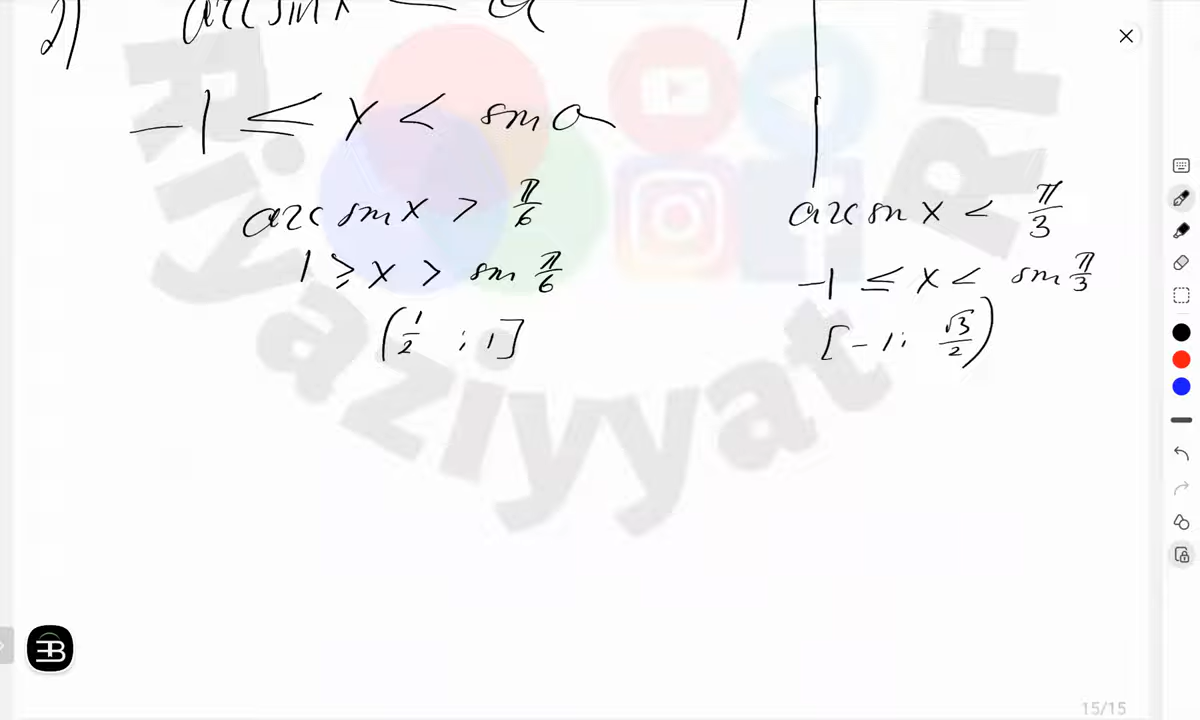 2) arcsin x < a
-1 ≤ x < sin a
arcsin x > π/6
1 ≥ x > sin π/6
(1/2 ; 1]
arcsin x < π/3
-1 ≤ x < sin π/3
[-1; √3/2)
aziyyat
15/15